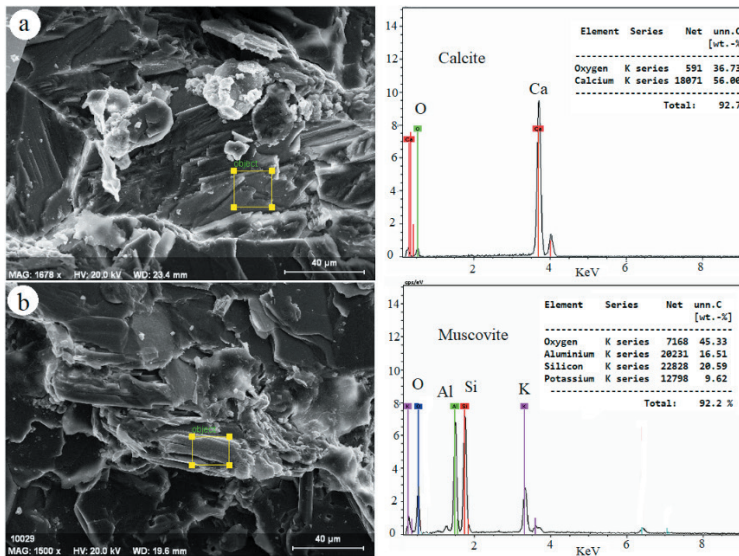 a
object
MAG: 1678 x HV: 20.0 kV WD: 23.4 mm
40 µm
Calcite
Element Series Net unn.C
[wt.-%
Oxygen K series 591 36.73
Calcium K series 18071 56.00
Total: 92.7
O
Ca
Ca
O
Ca
14
12
10
8
6
4
2
0
2 4 6 8
KeV
b
object
10029
MAG: 1500 x HV: 20.0 kV WD: 19.6 mm
40 µm
cps/eV
Muscovite
Element Series Net unn.C
[wt.-%]
Oxygen K series 7168 45.33
Aluminium K series 20231 16.51
Silicon K series 22828 20.59
Potassium K series 12798 9.62
Total: 92.2 %
O
Al
Si
K
14
12
10
8
6
4
2
0
2 4 6 8
KeV